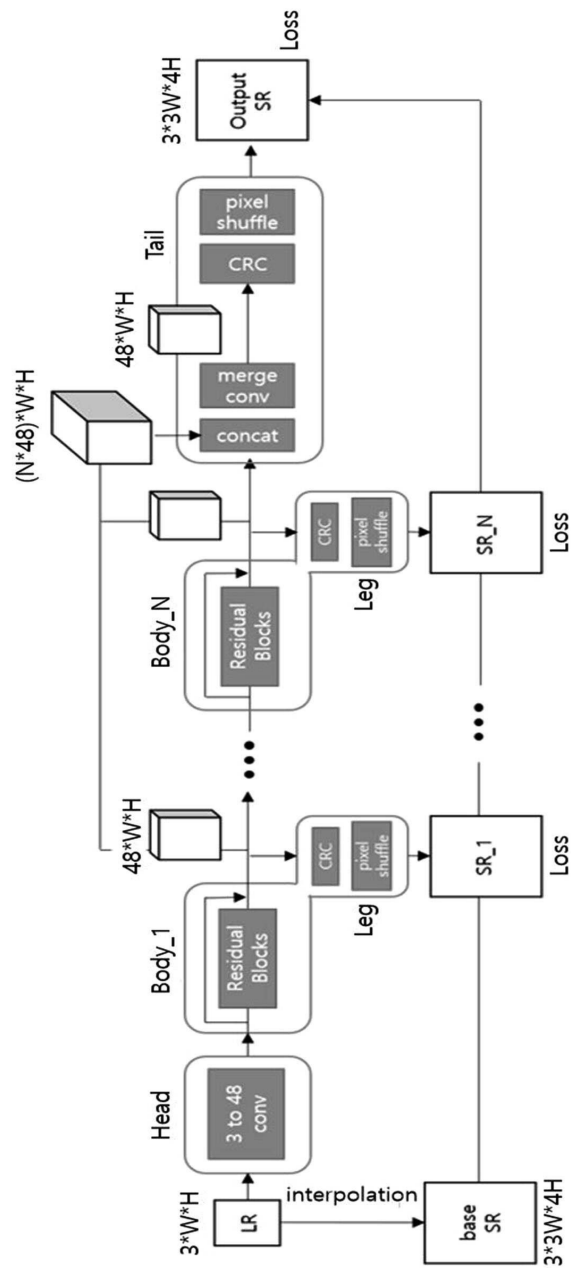 3*W*H
LR
interpolation
base
SR
3*3W*4H
Head
3 to 48
conv
Body_1
Residual
Blocks
48*W*H
CRC
pixel
shuffle
Leg
SR_1
Loss
Body_N
Residual
Blocks
CRC
pixel
shuffle
Leg
SR_N
Loss
(N*48)*W*H
48*W*H
Tail
concat
merge
conv
CRC
pixel
shuffle
3*3W*4H
Output
SR
Loss